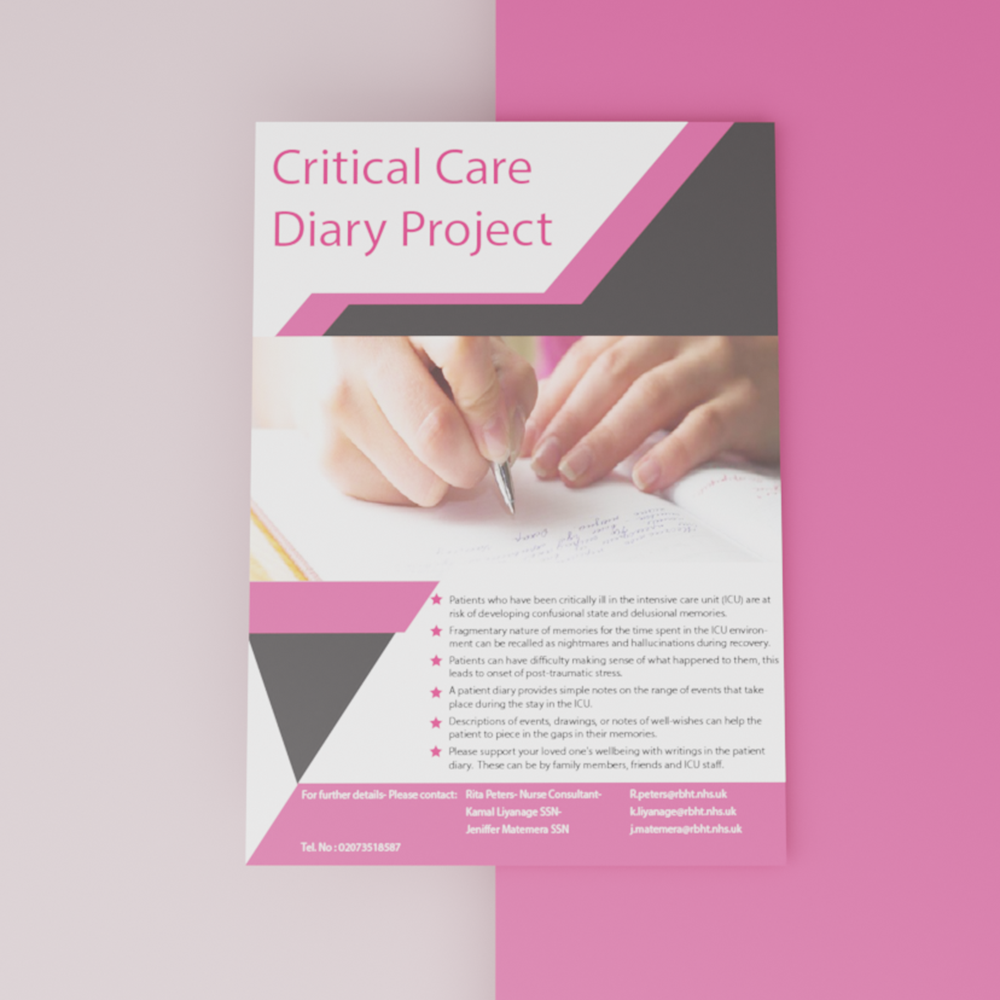 Critical Care
Diary Project
Patients who have been critically ill in the intensive care unit (ICU) are at
risk of developing confusional state and delusional memories.
Fragmentary nature of memories for the time spent in the ICU environ-
ment can be recalled as nightmares and hallucinations during recovery.
Patients can have difficulty making sense of what happened to them, this
leads to onset of post-traumatic stress.
A patient diary provides simple notes on the range of events that take
place during the stay in the ICU.
Descriptions of events, drawings, or notes of well-wishes can help the
patient to piece in the gaps in their memories.
Please support your loved one's wellbeing with writings in the patient
diary. These can be by family members, friends and ICU staff.
For further details- Please contact: Rita Peters- Nurse Consultant- R.peters@rbht.nhs.uk
Kamal Liyanage SSN- k.liyanage@rbht.nhs.uk
Jeniffer Matemera SSN j.matemera@rbht.nhs.uk
Tel. No : 02073518587